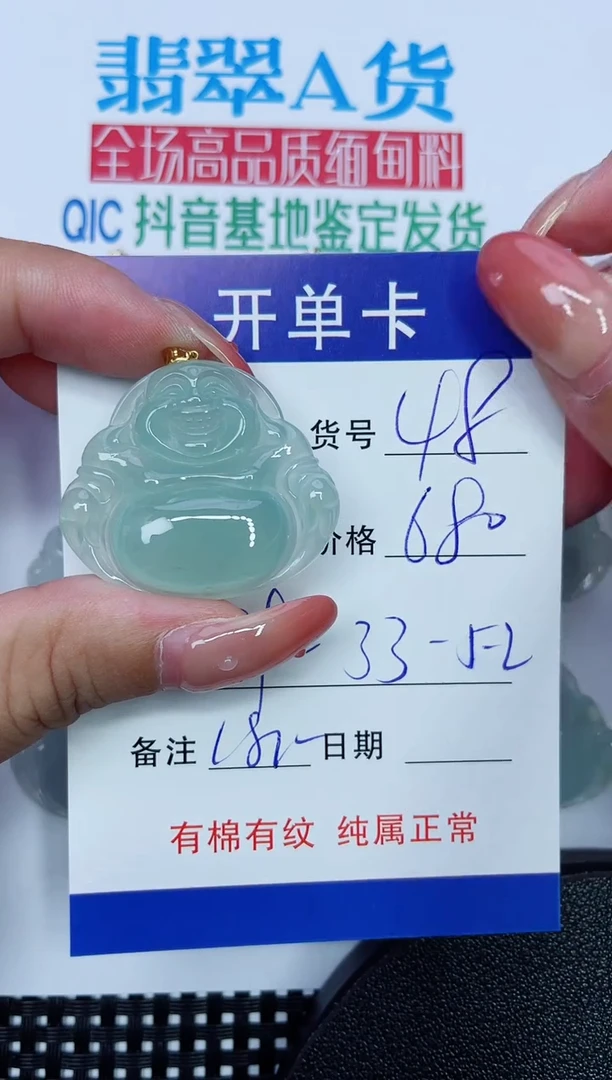 翡翠A货
全场高品质缅甸料
QIC 抖音基地鉴定发货
开单卡
货号 48
价格 680
33-5-2
备注 日期
有棉有纹 纯属正常